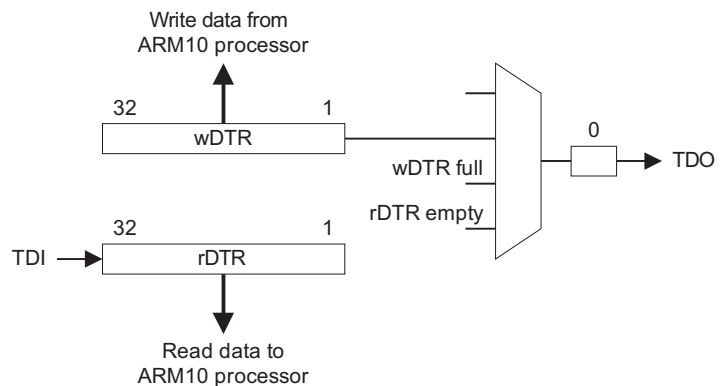 Write data from
ARM10 processor
32 1
wDTR
0
TDO
wDTR full
rDTR empty
32 1
TDI
rDTR
Read data to
ARM10 processor